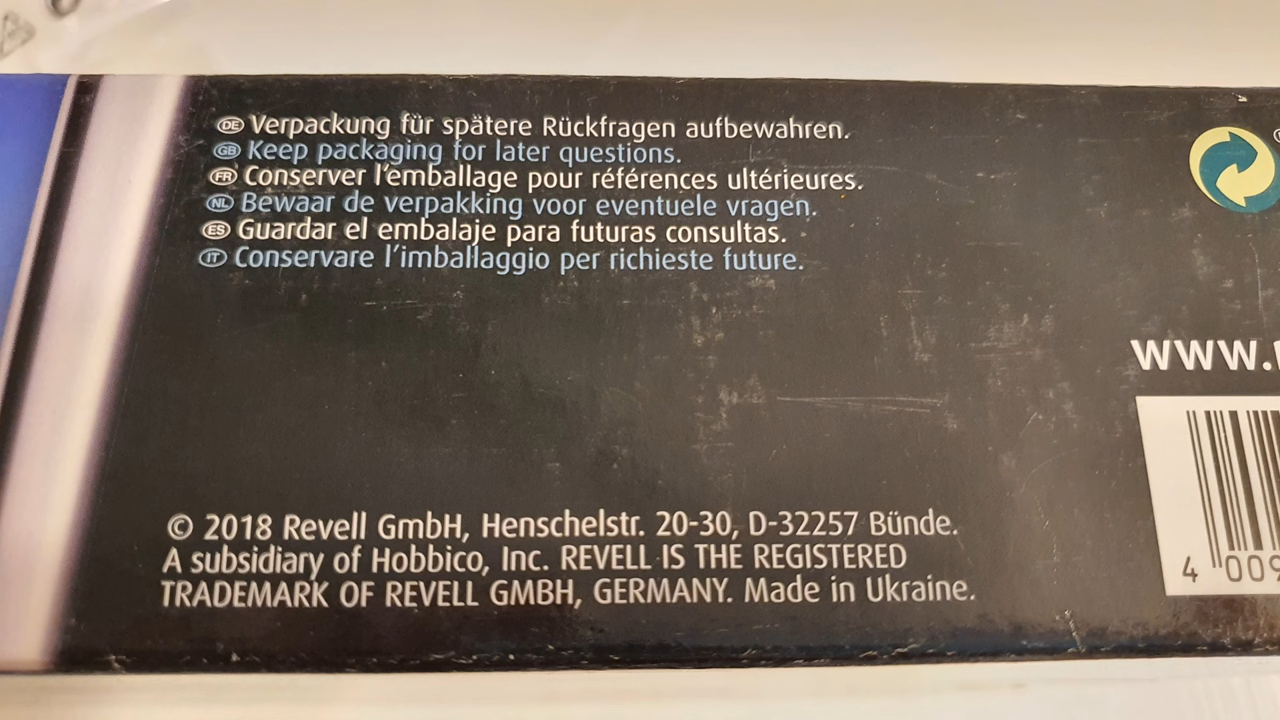 DE Verpackung für spätere Rückfragen aufbewahren.
GB Keep packaging for later questions.
FR Conserver l'emballage pour références ultérieures.
NL Bewaar de verpakking voor eventuele vragen.
ES Guardar el embalaje para futuras consultas.
IT Conservare l'imballaggio per richieste future.
www.
4 009
© 2018 Revell GmbH, Henschelstr. 20-30, D-32257 Bünde.
A subsidiary of Hobbico, Inc. REVELL IS THE REGISTERED
TRADEMARK OF REVELL GMBH, GERMANY. Made in Ukraine.